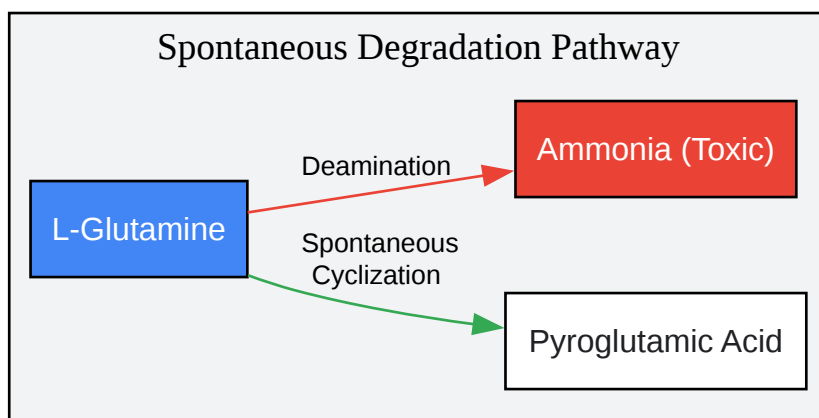 Spontaneous Degradation Pathway
Ammonia (Toxic)
Deamination
L-Glutamine
Spontaneous
Cyclization
Pyroglutamic Acid